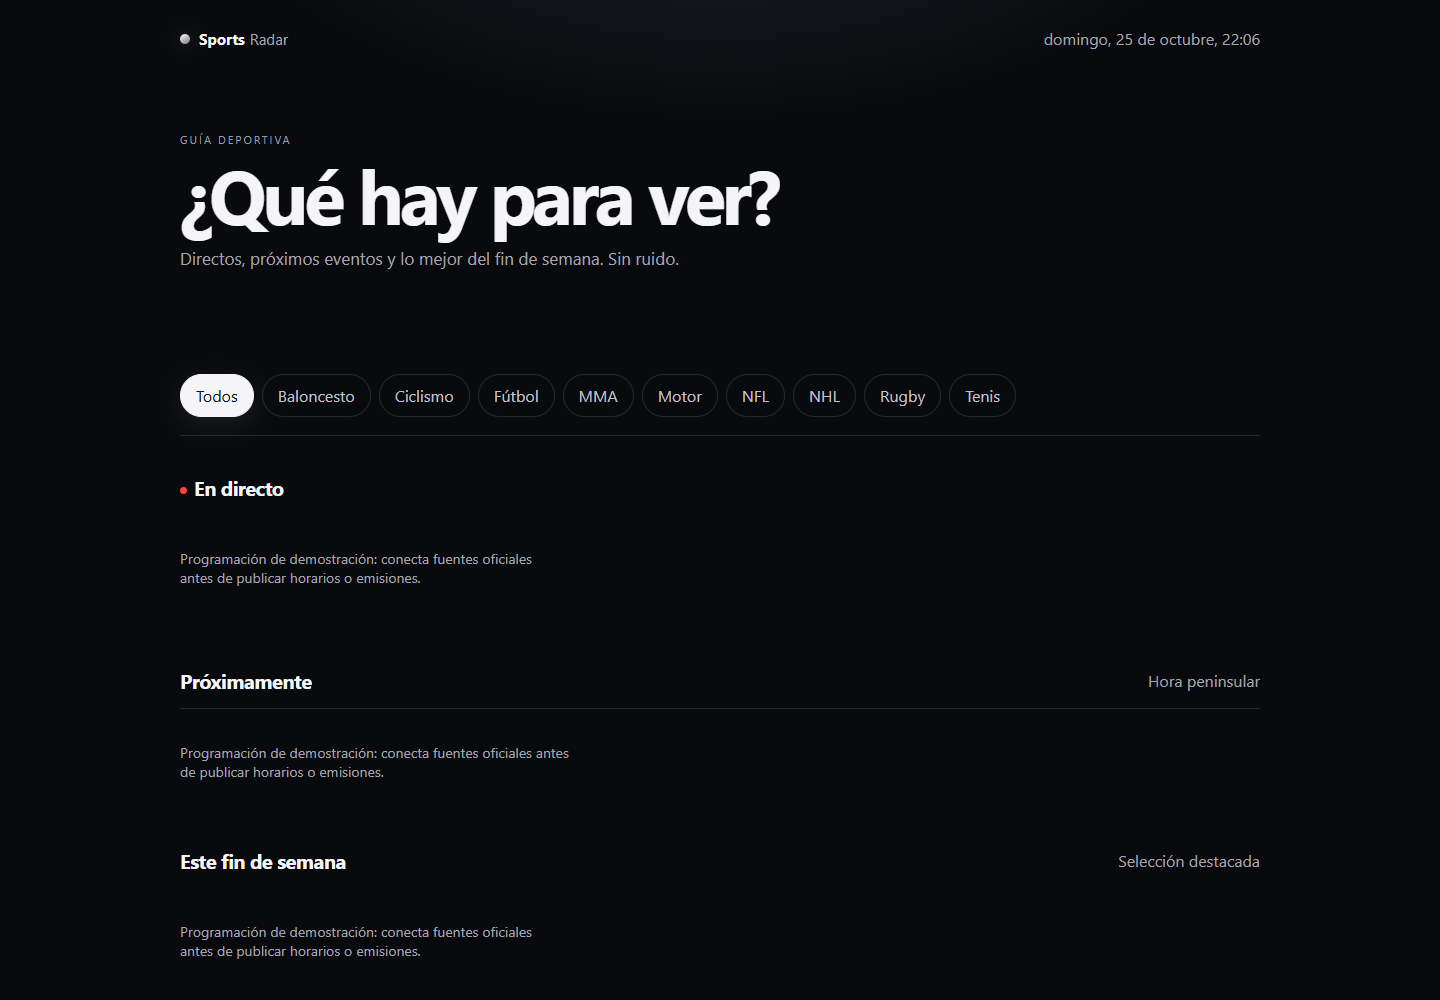 Sports Radar
domingo, 25 de octubre, 22:06
GUÍA DEPORTIVA
¿Qué hay para ver?
Directos, próximos eventos y lo mejor del fin de semana. Sin ruido.
Todos Baloncesto Ciclismo Fútbol MMA Motor NFL NHL Rugby Tenis
En directo
Programación de demostración: conecta fuentes oficiales
antes de publicar horarios o emisiones.
Próximamente
Hora peninsular
Programación de demostración: conecta fuentes oficiales antes
de publicar horarios o emisiones.
Este fin de semana
Selección destacada
Programación de demostración: conecta fuentes oficiales
antes de publicar horarios o emisiones.